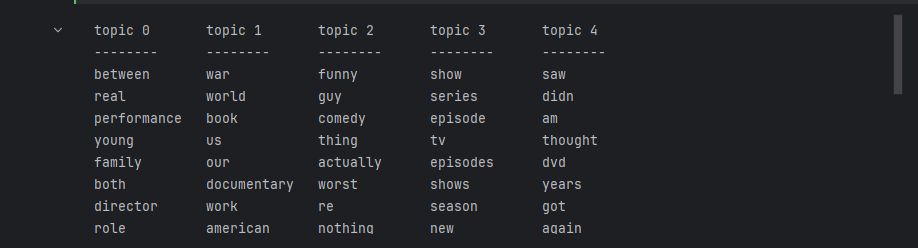 topic 0       topic 1       topic 2       topic 3       topic 4
--------      --------      --------      --------      --------
between       war           funny         show          saw
real          world         guy           series        didn
performance   book          comedy        episode       am
young         us            thing         tv            thought
family        our           actually      episodes      dvd
both          documentary   worst         shows         years
director      work          re            season        got
role          american      nothing       new           again